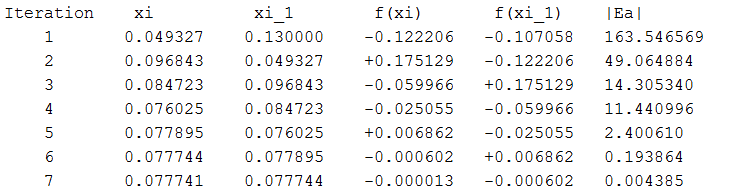 Iteration xi xi_1 f(xi) f(xi_1) |Ea|
1 0.049327 0.130000 -0.122206 -0.107058 163.546569
2 0.096843 0.049327 +0.175129 -0.122206 49.064884
3 0.084723 0.096843 -0.059966 +0.175129 14.305340
4 0.076025 0.084723 -0.025055 -0.059966 11.440996
5 0.077895 0.076025 +0.006862 -0.025055 2.400610
6 0.077744 0.077895 -0.000602 +0.006862 0.193864
7 0.077741 0.077744 -0.000013 -0.000602 0.004385